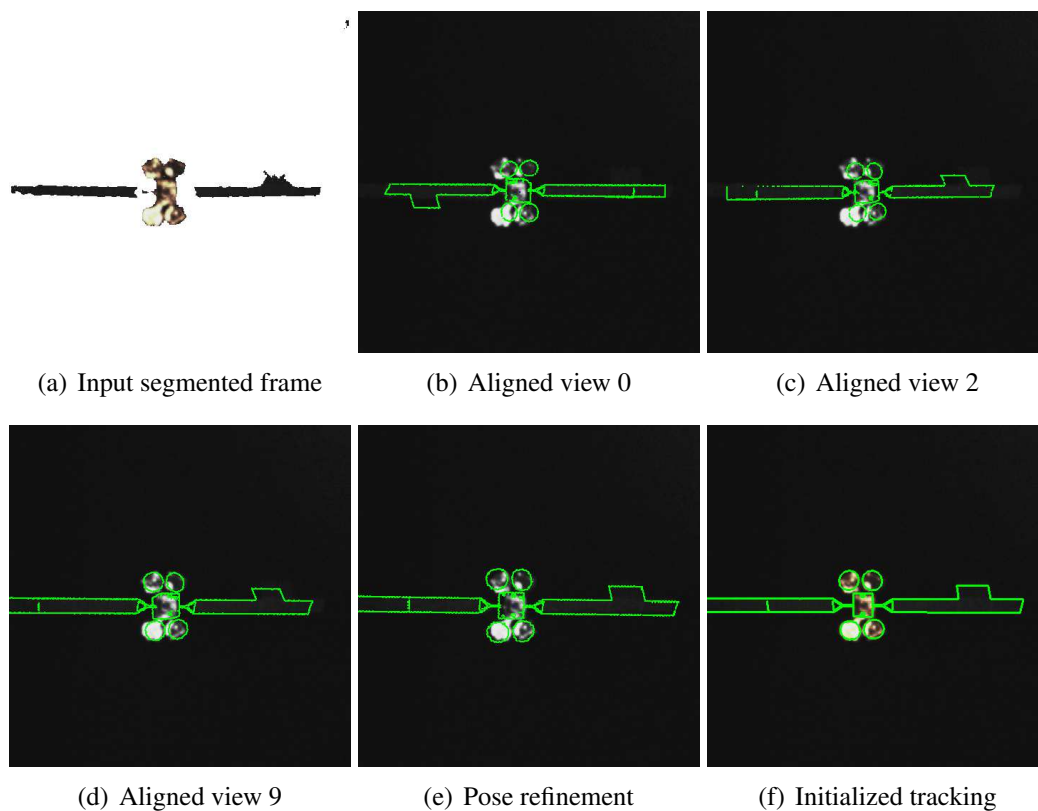 (a) Input segmented frame
(b) Aligned view 0
(c) Aligned view 2
(d) Aligned view 9
(e) Pose refinement
(f) Initialized tracking